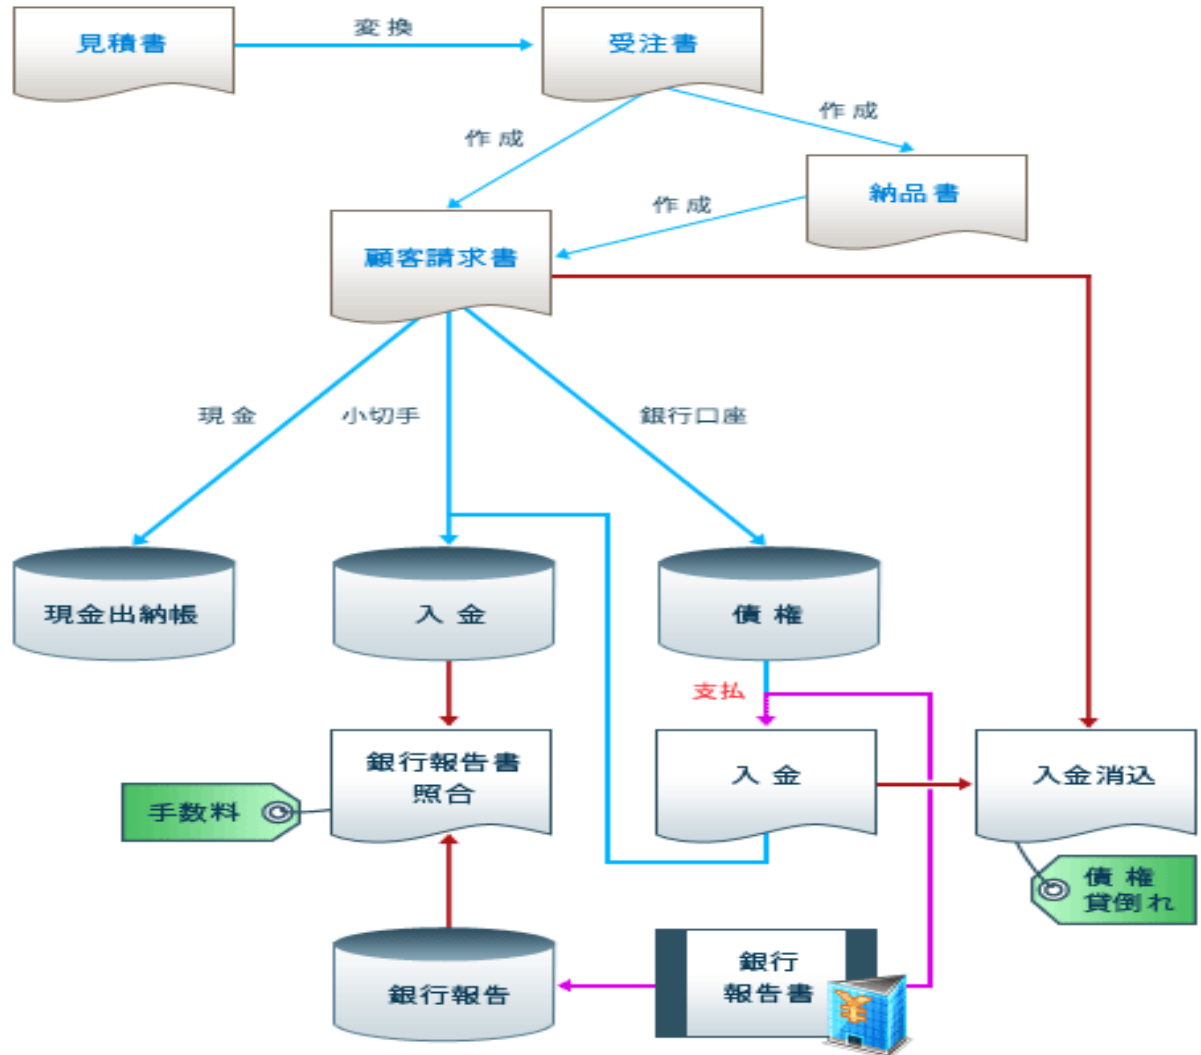 見積書
変換
受注書
作成
作成
納品書
作成
顧客請求書
現金
小切手
銀行口座
現金出納帳
入金
債権
支払
銀行報告書
照合
入金
入金消込
手数料
債権
貸倒れ
銀行報告
銀行
報告書
¥